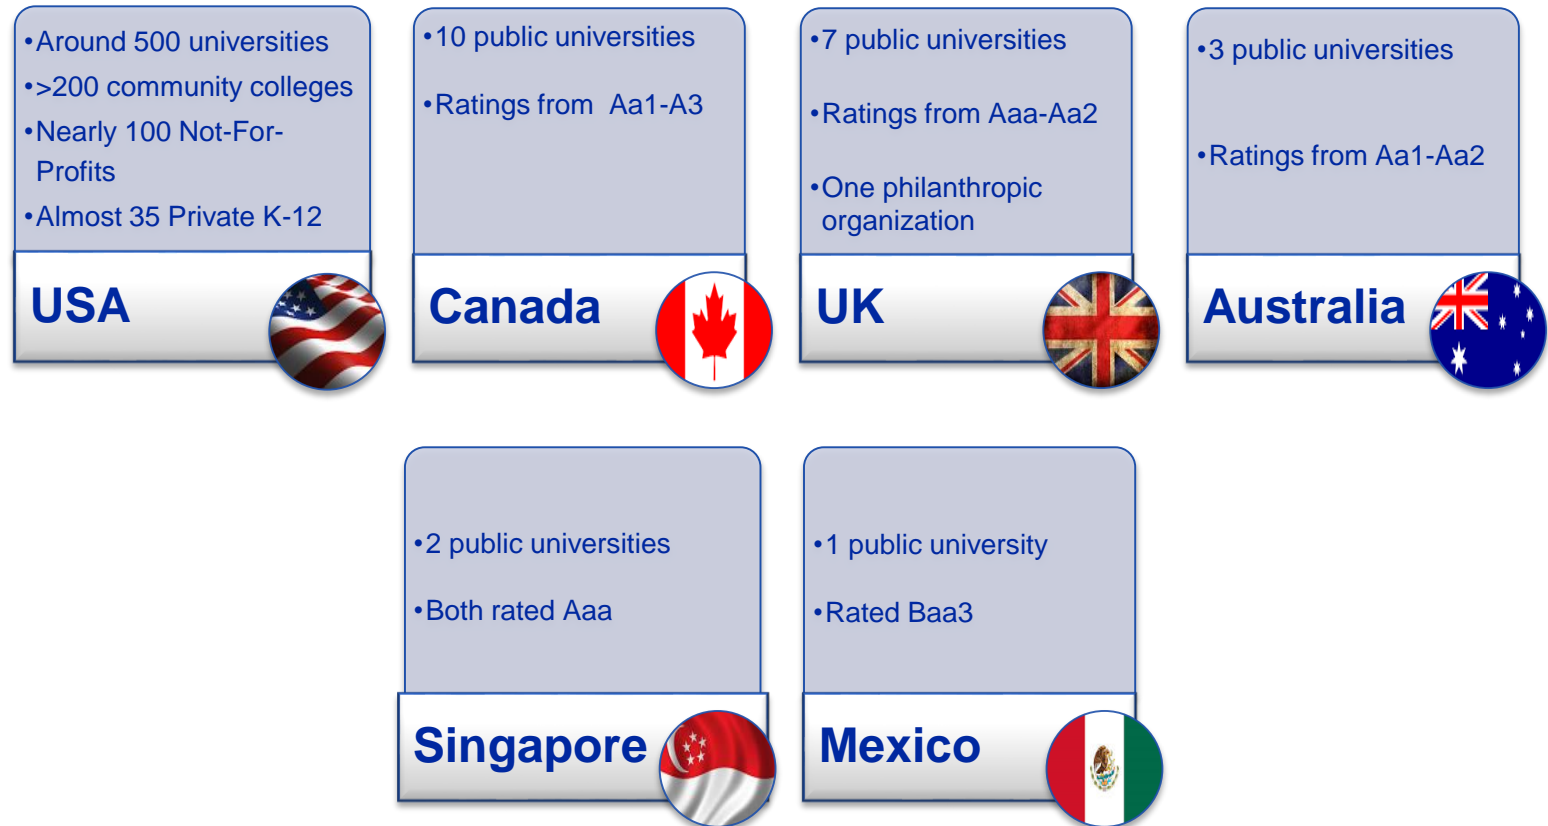 •Around 500 universities
•>200 community colleges
•Nearly 100 Not-For-
Profits
•Almost 35 Private K-12
USA
•10 public universities
•Ratings from  Aa1-A3
Canada
•7 public universities
•Ratings from Aaa-Aa2
•One philanthropic
organization
UK
•3 public universities
•Ratings from Aa1-Aa2
Australia
•2 public universities
•Both rated Aaa
Singapore
•1 public university
•Rated Baa3
Mexico